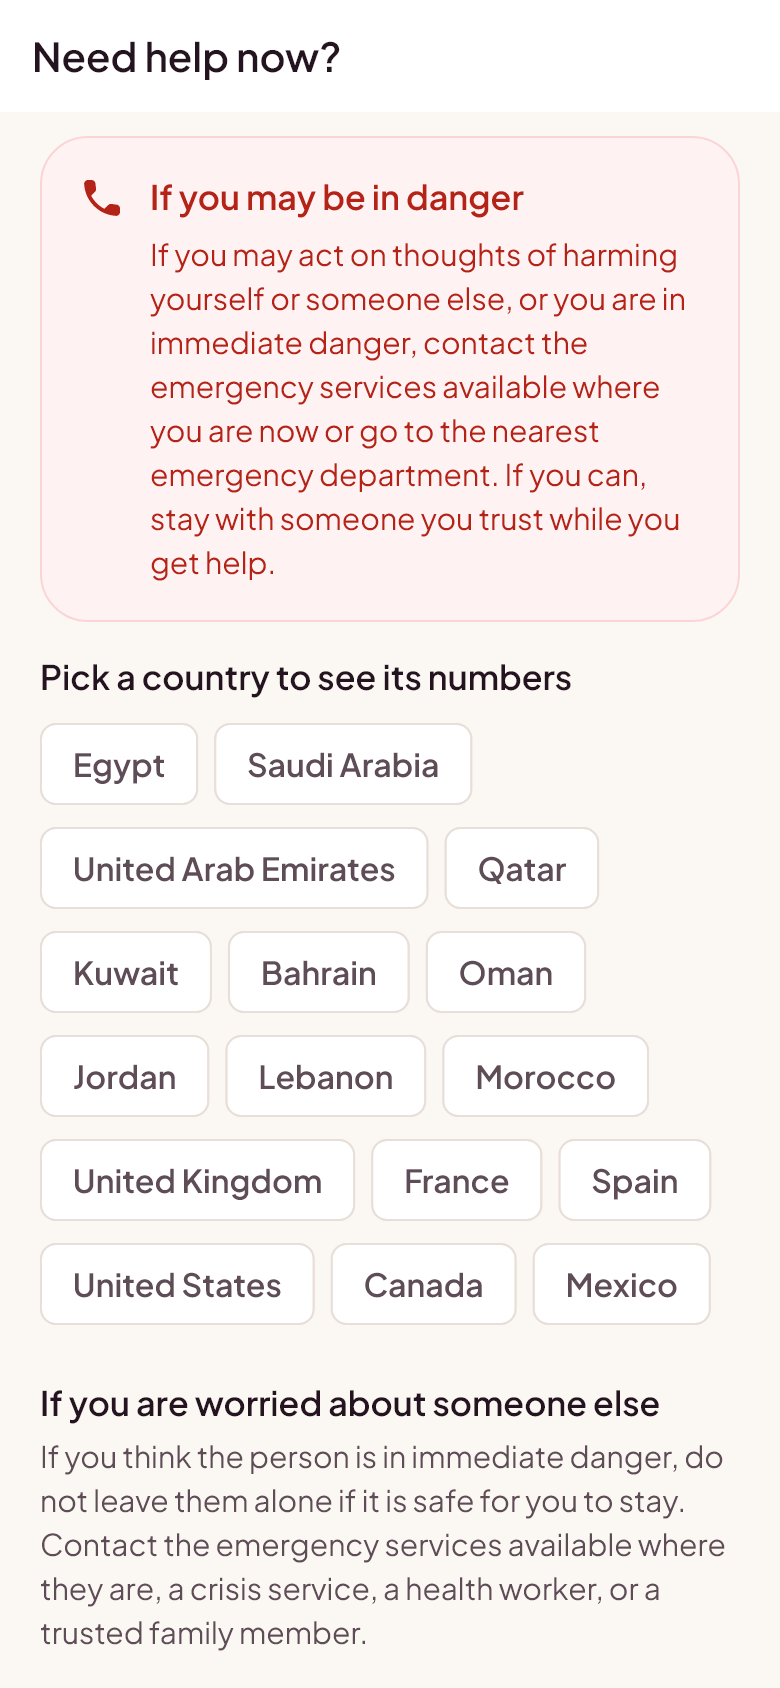 Need help now?
If you may be in danger
If you may act on thoughts of harming
yourself or someone else, or you are in
immediate danger, contact the
emergency services available where
you are now or go to the nearest
emergency department. If you can,
stay with someone you trust while you
get help.
Pick a country to see its numbers
Egypt Saudi Arabia
United Arab Emirates Qatar
Kuwait Bahrain Oman
Jordan Lebanon Morocco
United Kingdom France Spain
United States Canada Mexico
If you are worried about someone else
If you think the person is in immediate danger, do
not leave them alone if it is safe for you to stay.
Contact the emergency services available where
they are, a crisis service, a health worker, or a
trusted family member.